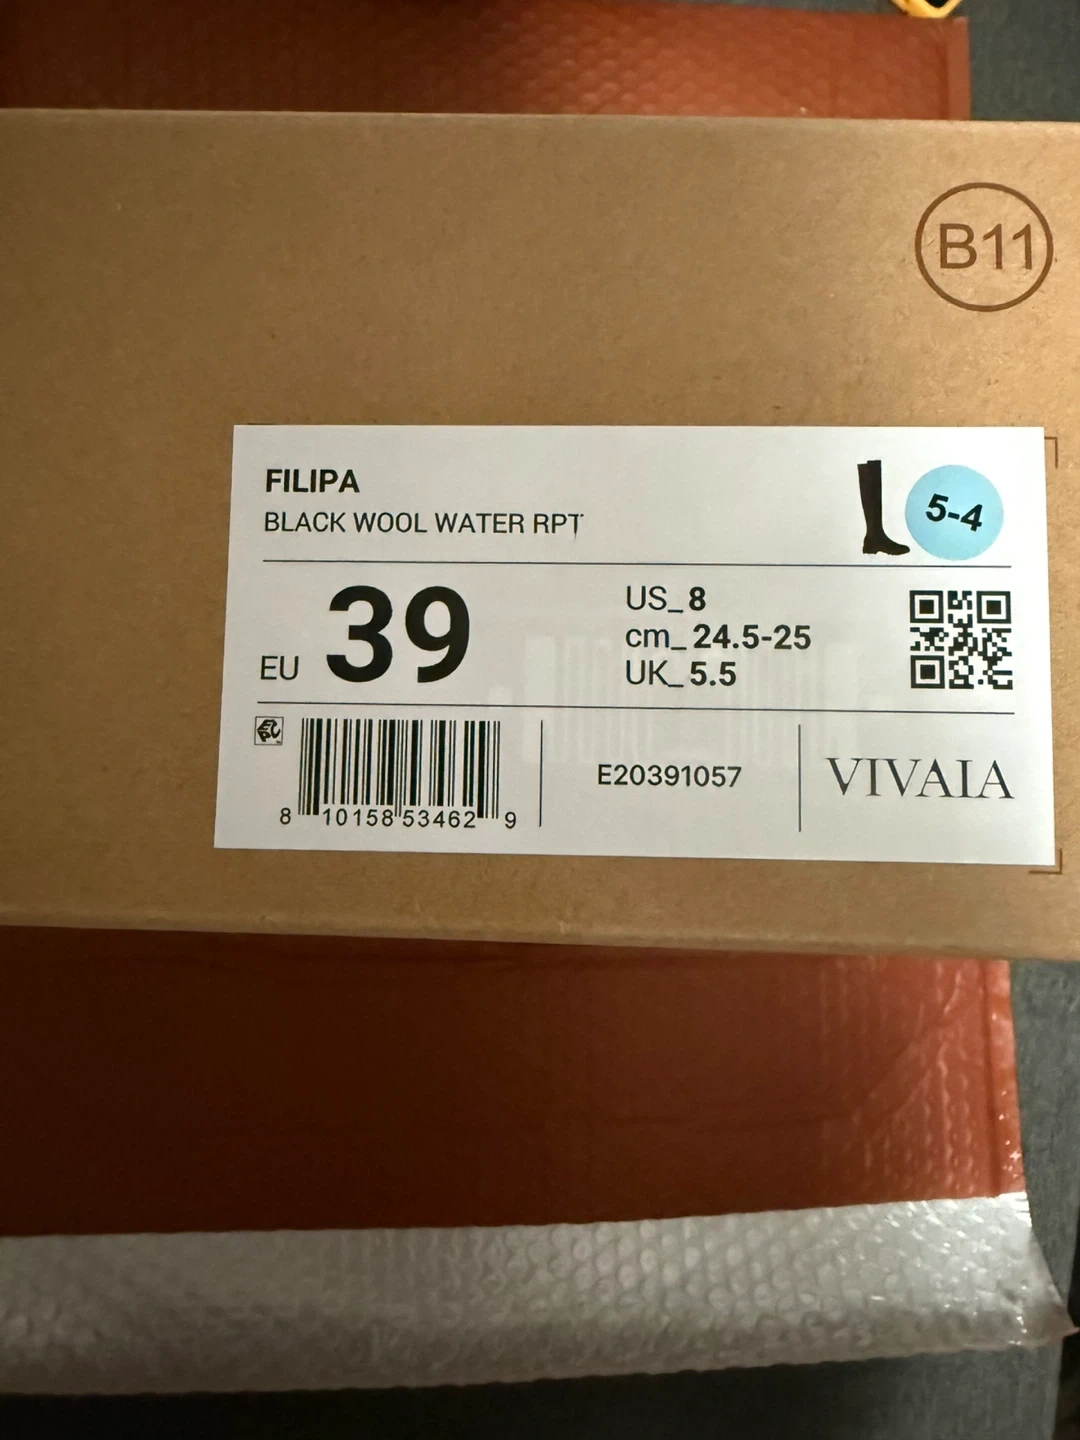 B11
FILIPA
BLACK WOOL WATER RPT
5-4
EU 39
US_8
cm_24.5-25
UK_5.5
8 10158 53462 9
E20391057
VIVAIA